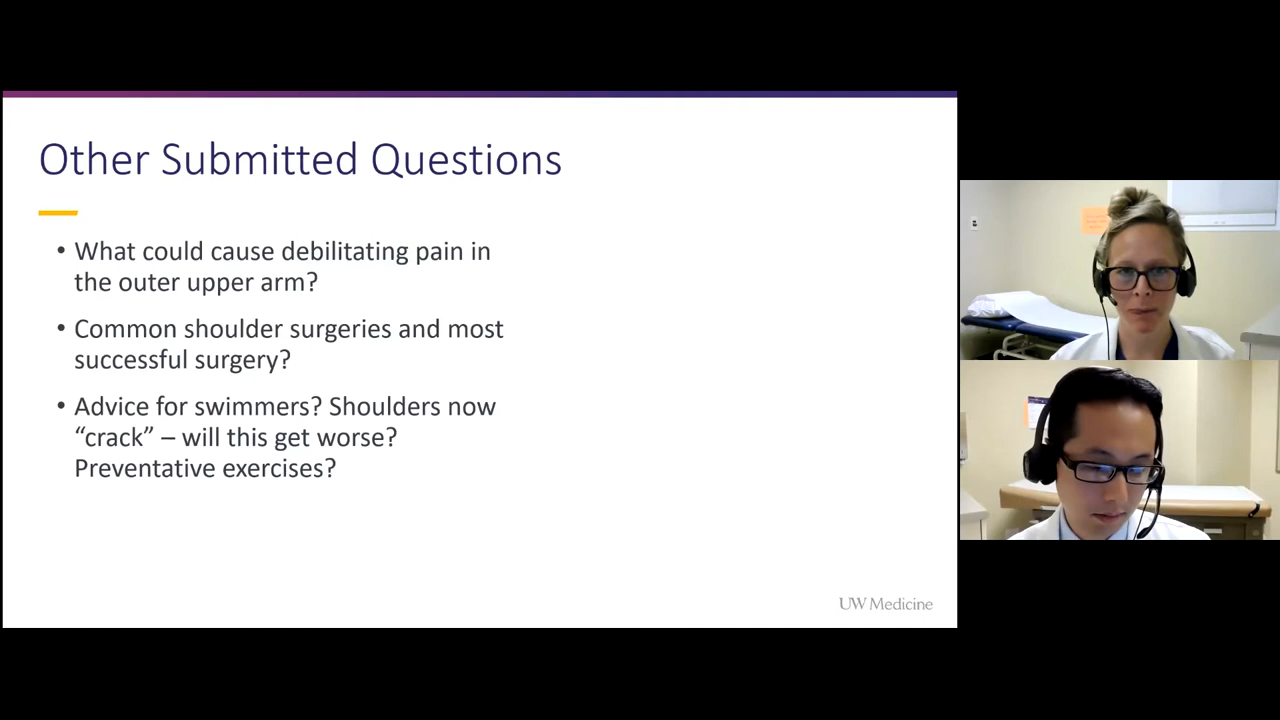 Other Submitted Questions
• What could cause debilitating pain in
the outer upper arm?
• Common shoulder surgeries and most
successful surgery?
• Advice for swimmers? Shoulders now
“crack” – will this get worse?
Preventative exercises?
UW Medicine